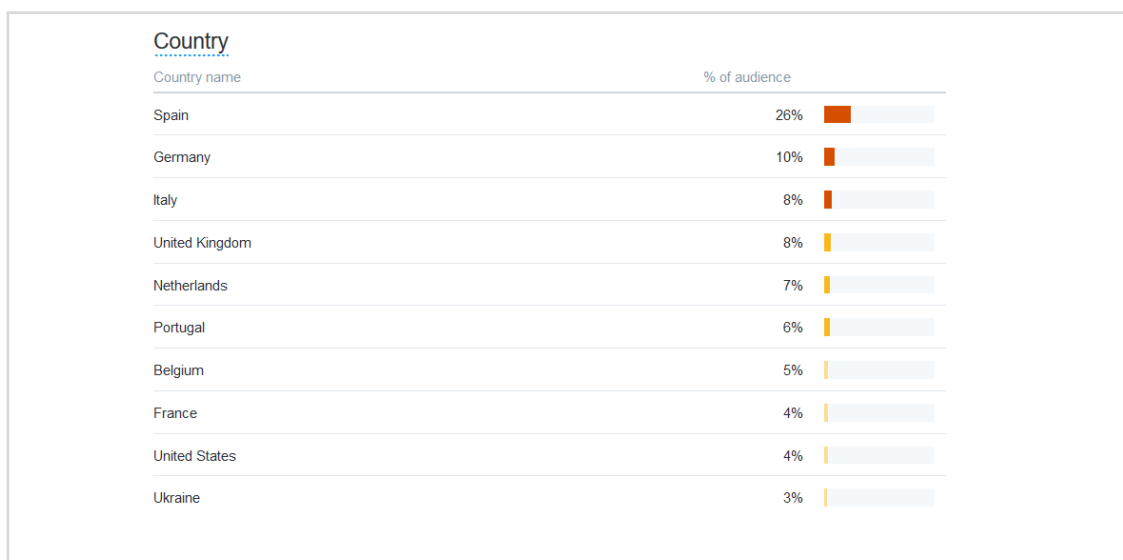 Country
Country name % of audience
Spain 26%
Germany 10%
Italy 8%
United Kingdom 8%
Netherlands 7%
Portugal 6%
Belgium 5%
France 4%
United States 4%
Ukraine 3%